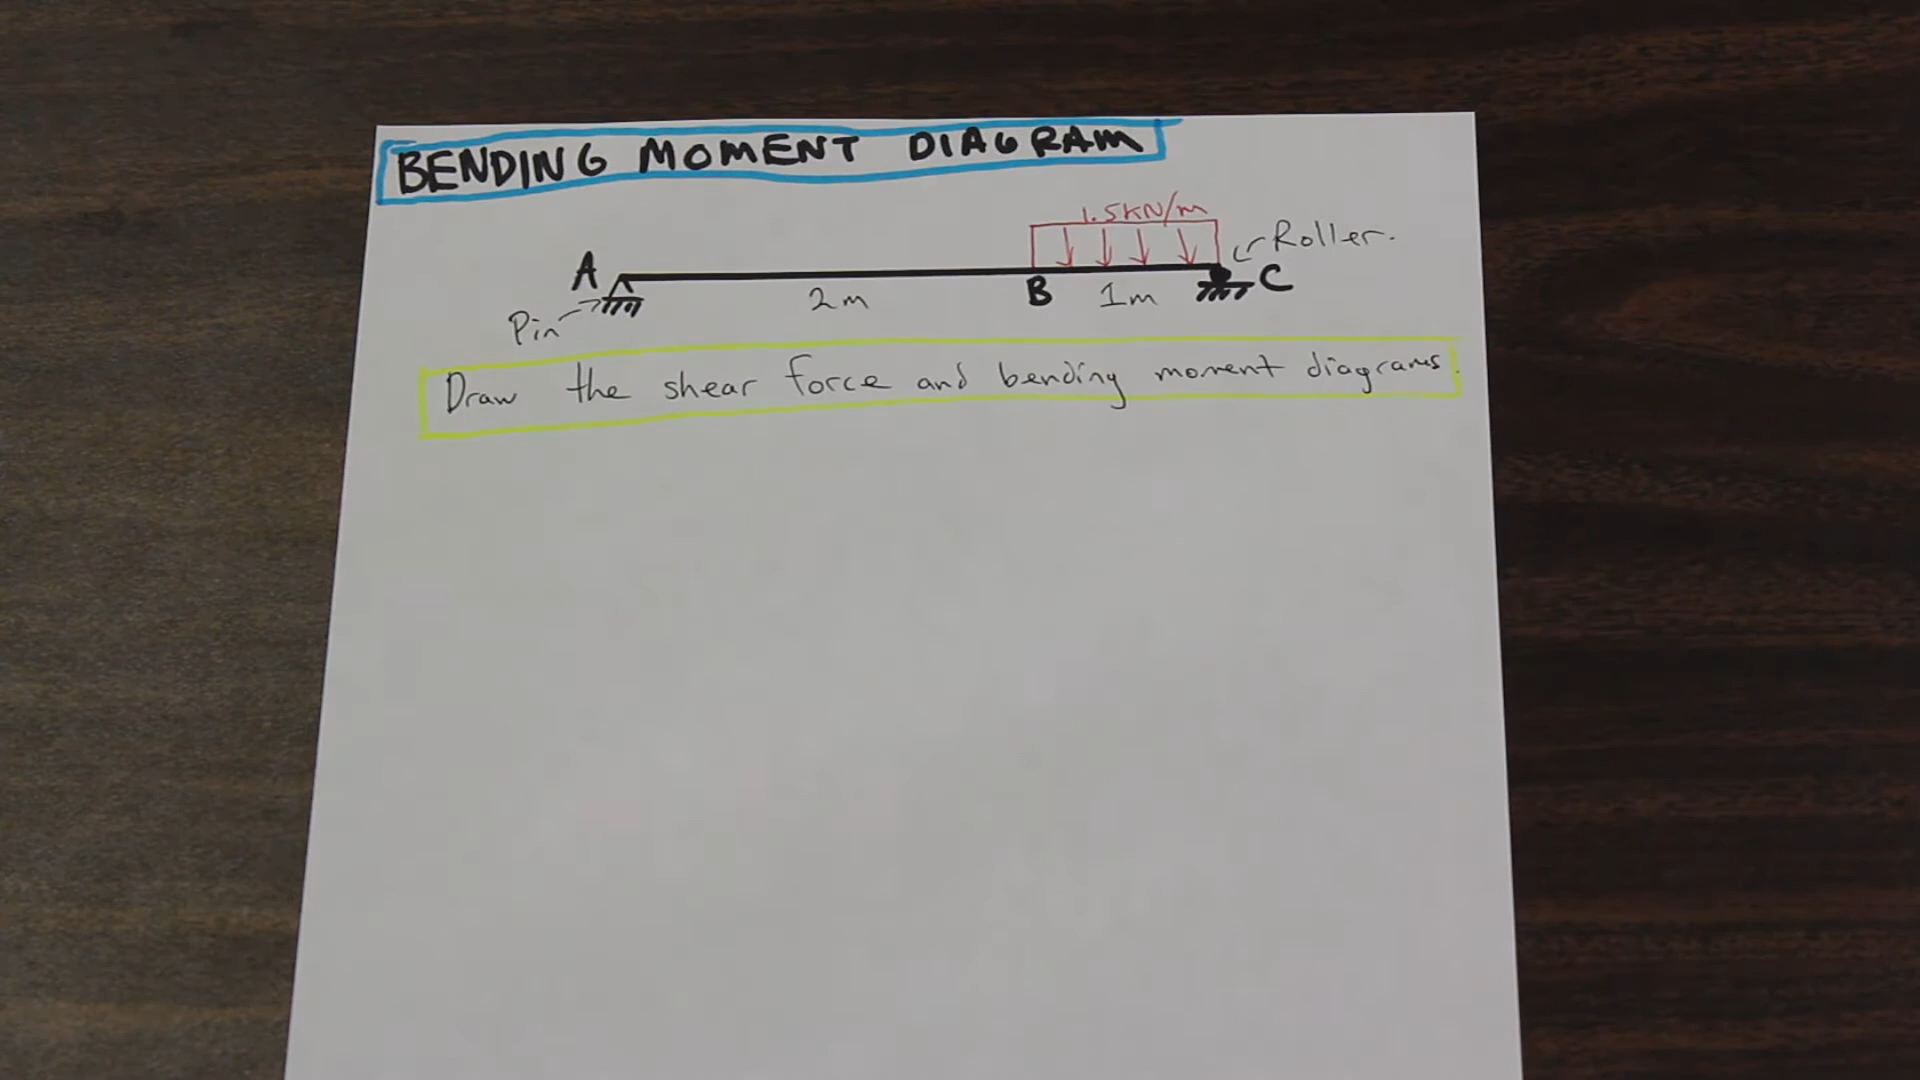 BENDING MOMENT DIAGRAM
1.5KN/m
Roller.
A
2m
B
1m
C
Pin
Draw the shear force and bending moment diagrams.